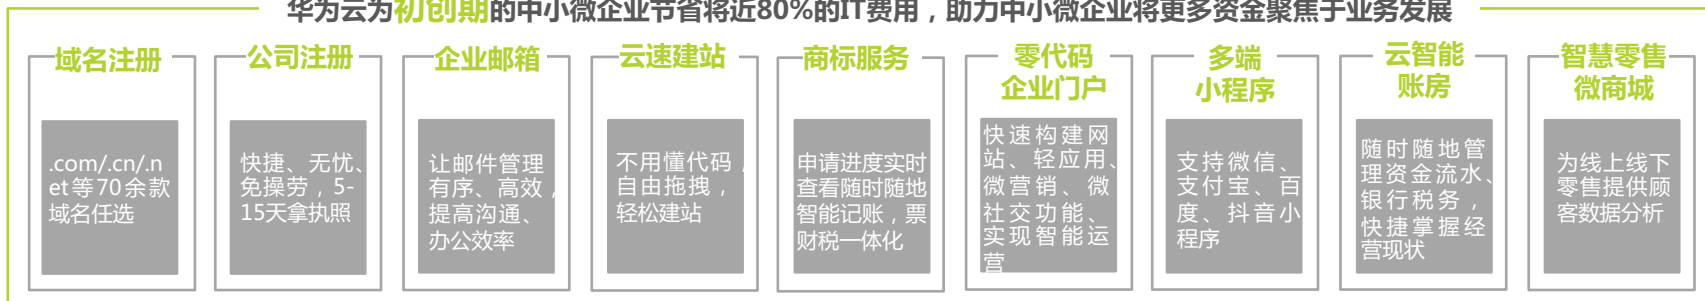 华为云为初创期的中小微企业节省将近80%的IT费用，助力中小微企业将更多资金聚焦于业务发展
域名注册
.com/.cn/.n
et等70余款
域名任选
公司注册
快捷、无忧、
免操劳，5-
15天拿执照
企业邮箱
让邮件管理
有序、高效，
提高沟通、
办公效率
云速建站
不用懂代码，
自由拖拽，
轻松建站
商标服务
申请进度实时
查看随时随地
智能记账，票
财税一体化
零代码
企业门户
快速构建网
站、轻应用、
微营销、微
社交功能、
实现智能运
营
多端
小程序
支持微信、
支付宝、百
度、抖音小
程序
云智能
账房
随时随地管
理资金流水、
银行税务，
快捷掌握经
营现状
智慧零售
微商城
为线上线下
零售提供顾
客数据分析